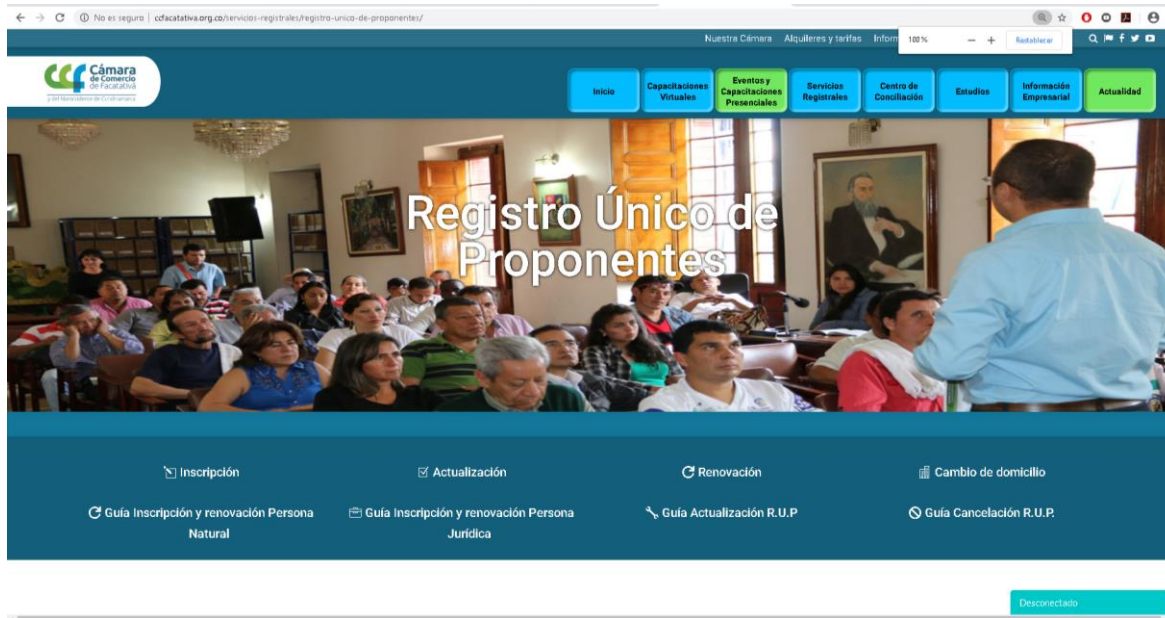 No es seguro | ccfacatativa.org.co/servicios-registrales/registro-unico-de-proponentes/
Nuestra Cámara Alquileres y tarifas Inform
100% − + Restablecer
CCF Cámara
de Comercio
de Facatativá
Inicio
Capacitaciones
Virtuales
Eventos y
Capacitaciones
Presenciales
Servicios
Registrales
Centro de
Conciliación
Estudios
Información
Empresarial
Actualidad
Registro Único de
Proponentes
Inscripción
Actualización
Renovación
Cambio de domicilio
Guía Inscripción y renovación Persona
Natural
Guía Inscripción y renovación Persona
Jurídica
Guía Actualización R.U.P
Guía Cancelación R.U.P.
Desconectado